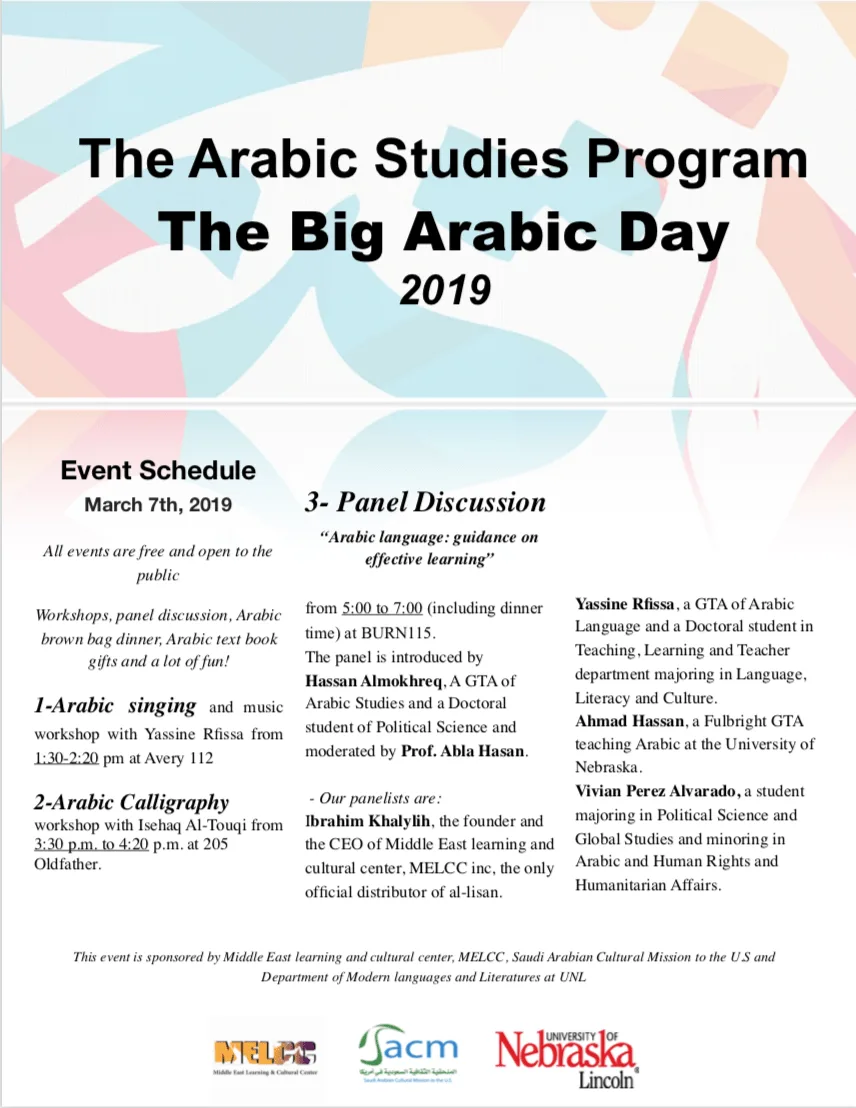 The Arabic Studies Program
The Big Arabic Day
2019
Event Schedule
March 7th, 2019
All events are free and open to the
public
Workshops, panel discussion, Arabic
brown bag dinner, Arabic text book
gifts and a lot of fun!
1-Arabic singing and music
workshop with Yassine Rfissa from
1:30-2:20 pm at Avery 112
2-Arabic Calligraphy
workshop with Isehaq Al-Touqi from
3:30 p.m. to 4:20 p.m. at 205
Oldfather.
3- Panel Discussion
“Arabic language: guidance on
effective learning”
from 5:00 to 7:00 (including dinner
time) at BURN115.
The panel is introduced by
Hassan Almokhreq, A GTA of
Arabic Studies and a Doctoral
student of Political Science and
moderated by Prof. Abla Hasan.
- Our panelists are:
Ibrahim Khalylih, the founder and
the CEO of Middle East learning and
cultural center, MELCC inc, the only
official distributor of al-lisan.
Yassine Rfissa, a GTA of Arabic
Language and a Doctoral student in
Teaching, Learning and Teacher
department majoring in Language,
Literacy and Culture.
Ahmad Hassan, a Fulbright GTA
teaching Arabic at the University of
Nebraska.
Vivian Perez Alvarado, a student
majoring in Political Science and
Global Studies and minoring in
Arabic and Human Rights and
Humanitarian Affairs.
This event is sponsored by Middle East learning and cultural center, MELCC, Saudi Arabian Cultural Mission to the U.S and
Department of Modern languages and Literatures at UNL
MELCC
Middle East Learning & Cultural Center
Sacm
الملحقية الثقافية السعودية في أمريكا
Saudi Arabian Cultural Mission to the U.S.
UNIVERSITY OF
Nebraska
Lincoln